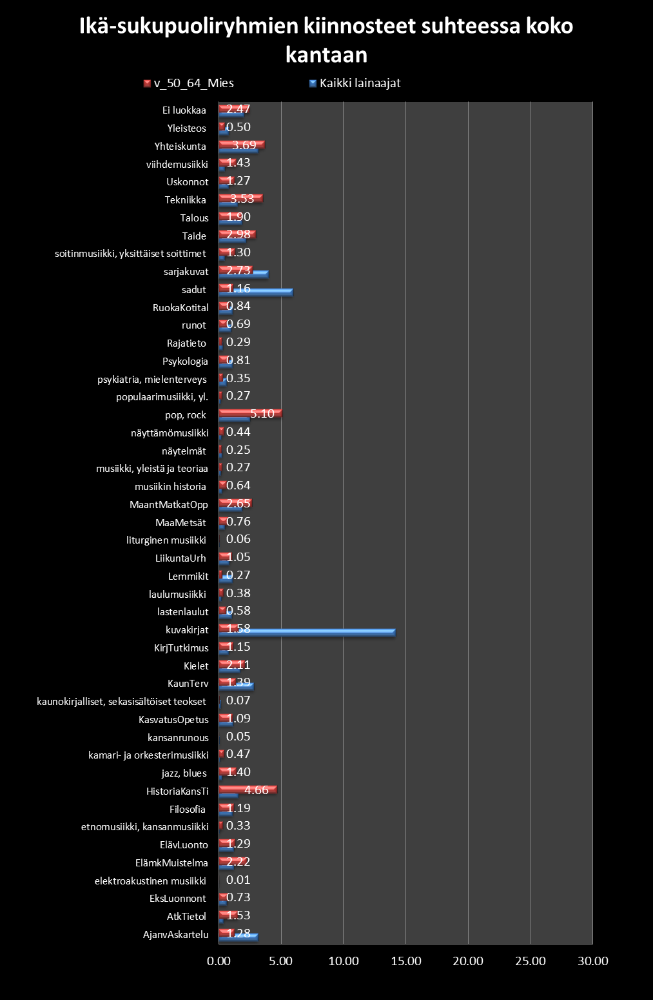 Ikä-sukupuoliryhmien kiinnosteet suhteessa koko
kantaan
v_50_64_Mies Kaikki lainaajat
Ei luokkaa 2.47
Yleisteos 0.50
Yhteiskunta 3.69
viihdemusiikki 1.43
Uskonnot 1.27
Tekniikka 3.53
Talous 1.90
Taide 2.98
soitinmusiikki, yksittäiset soittimet 1.30
sarjakuvat 2.73
sadut 1.16
RuokaKotital 0.84
runot 0.69
Rajatieto 0.29
Psykologia 0.81
psykiatria, mielenterveys 0.35
populaarimusiikki, yl. 0.27
pop, rock 5.10
näyttämömusiikki 0.44
näytelmät 0.25
musiikki, yleistä ja teoriaa 0.27
musiikin historia 0.64
MaantMatkatOpp 2.65
MaaMetsät 0.76
liturginen musiikki 0.06
LiikuntaUrh 1.05
Lemmikit 0.27
laulumusiikki 0.38
lastenlaulut 0.58
kuvakirjat 1.58
KirjTutkimus 1.15
Kielet 2.11
KaunTerv 1.39
kaunokirjalliset, sekasisältöiset teokset 0.07
KasvatusOpetus 1.09
kansanrunous 0.05
kamari- ja orkesterimusiikki 0.47
jazz, blues 1.40
HistoriaKansTi 4.66
Filosofia 1.19
etnomusiikki, kansanmusiikki 0.33
ElävLuonto 1.29
ElämkMuistelma 2.22
elektroakustinen musiikki 0.01
EksLuonnont 0.73
AtkTietol 1.53
AjanvAskartelu 1.28
0.00 5.00 10.00 15.00 20.00 25.00 30.00